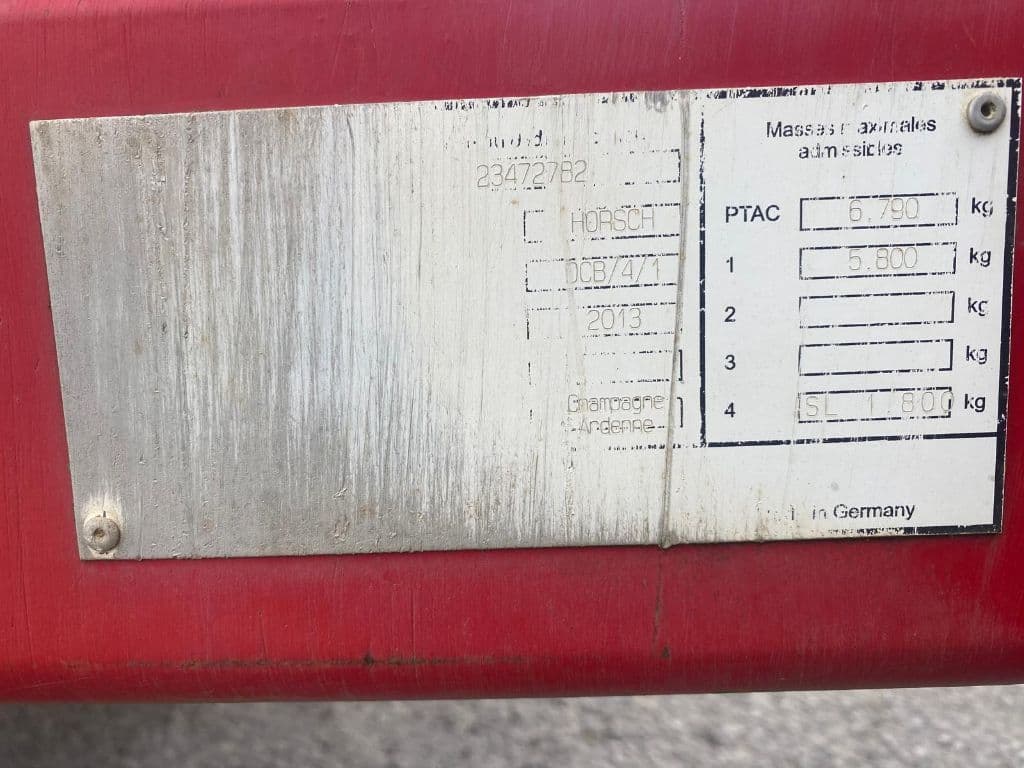 23472782
HORSCH
DCB/4/1
2013
Champagne
Ardenne
Masses maximales
admissibles
PTAC 6.790 kg
1 5.800 kg
2 kg
3 kg
4 SL 1.800 kg
in Germany